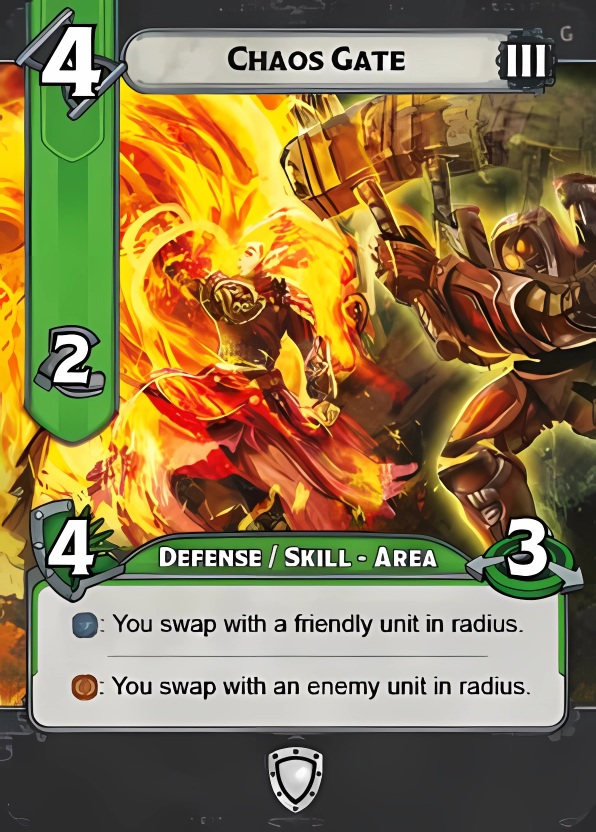 4
CHAOS GATE
III
G
2
4
DEFENSE / SKILL - AREA
3
: You swap with a friendly unit in radius.
: You swap with an enemy unit in radius.